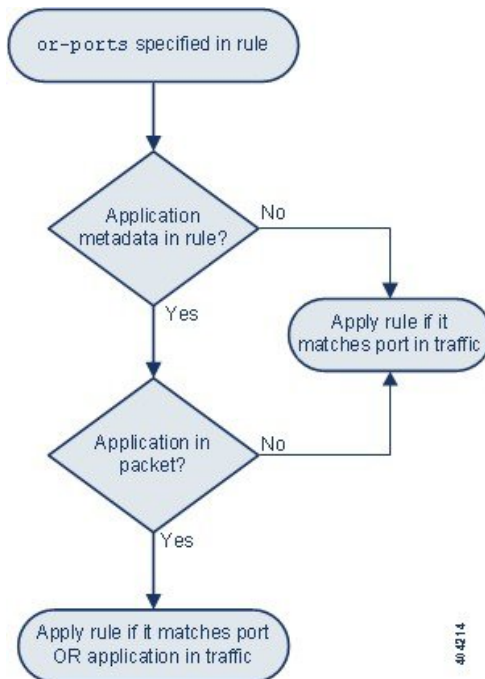 or-ports specified in rule
Application
metadata in rule?
No
Yes
Apply rule if it
matches port in traffic
Application in
packet?
No
Yes
Apply rule if it matches port
OR application in traffic
404214